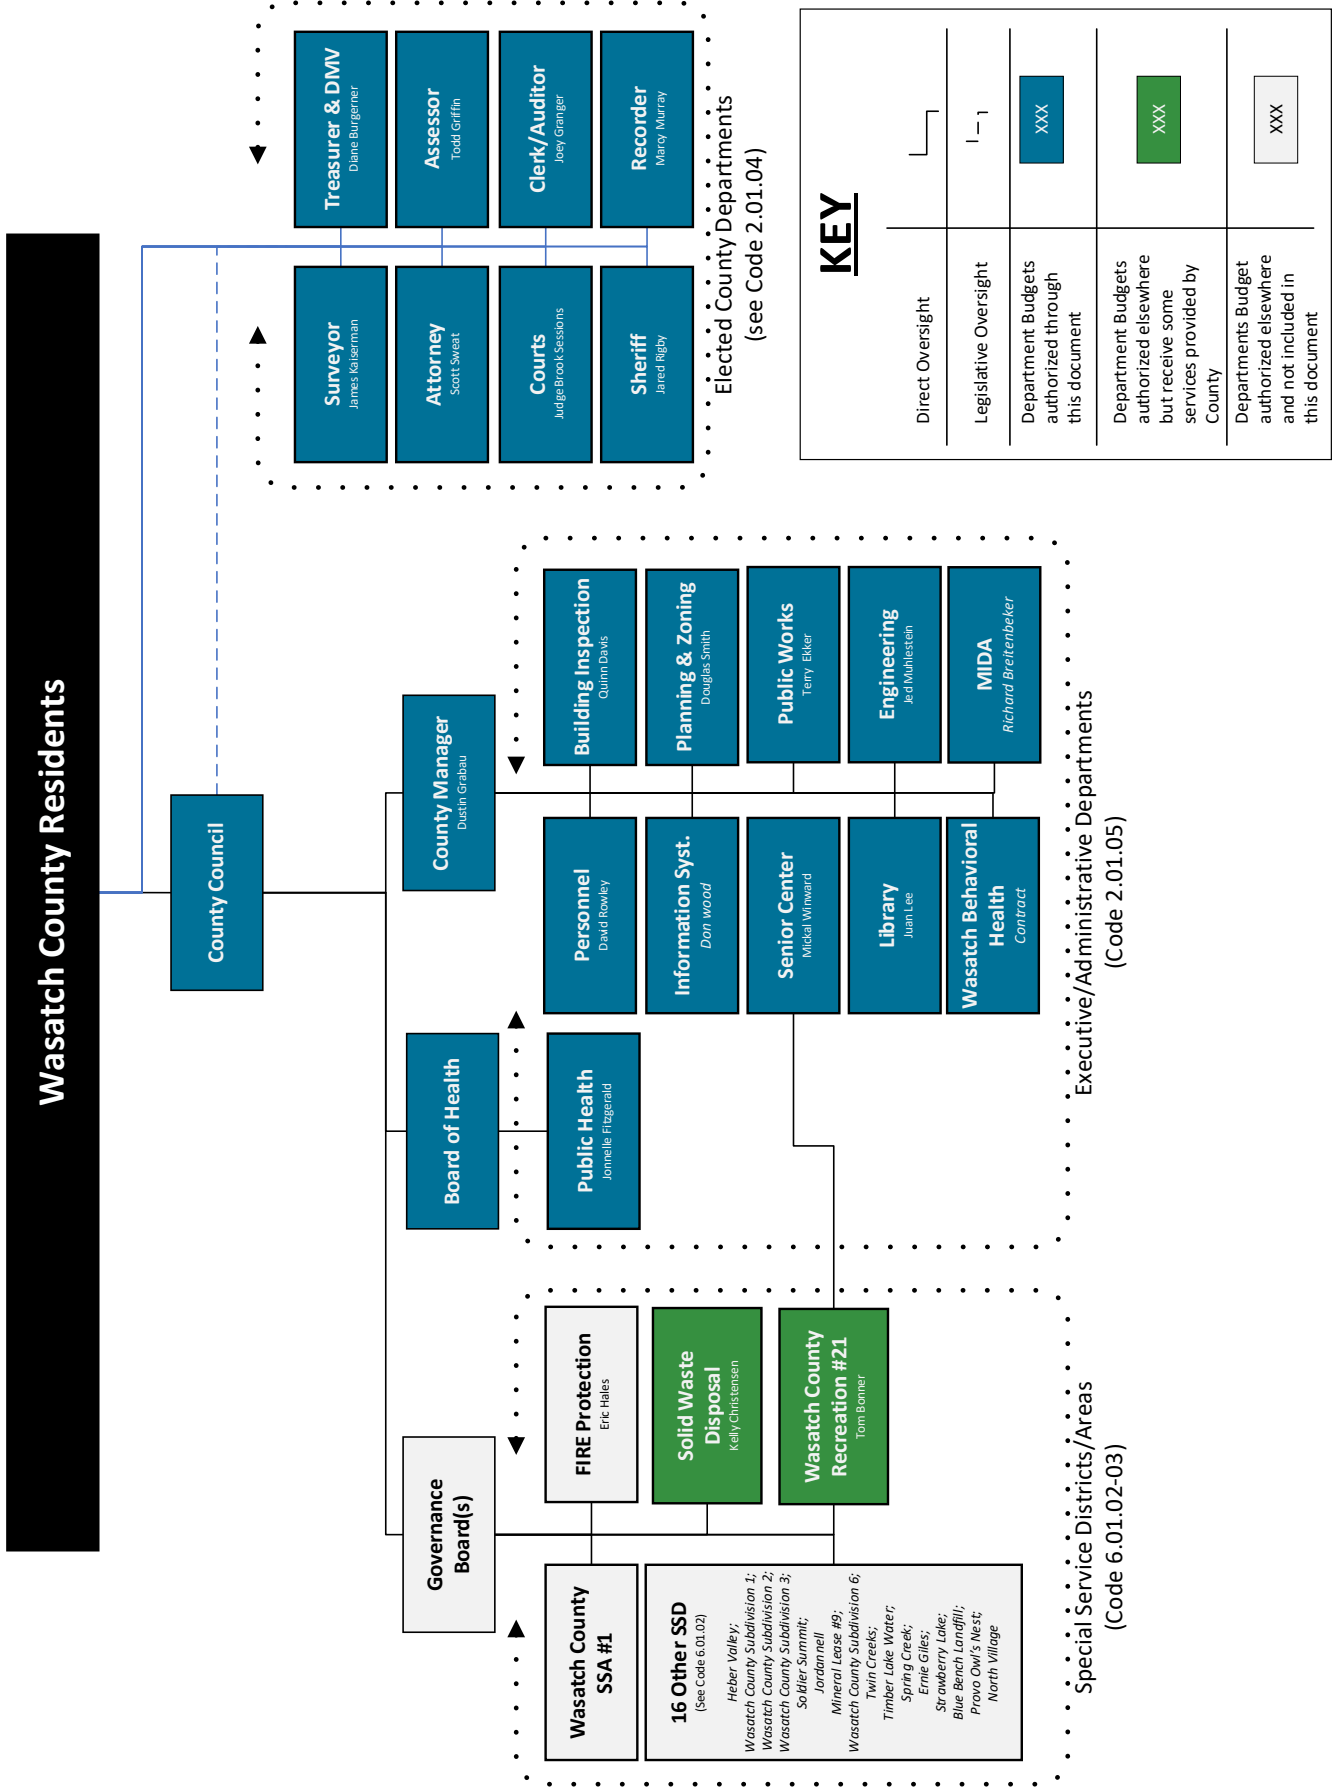 Wasatch County Residents
County Council
Governance
Board(s)
Board of Health
County Manager
Dustin Grabau
Wasatch County
SSA #1
FIRE Protection
Eric Hales
16 Other SSD
(See Code 6.01.02)
Heber Valley;
Wasatch County Subdivision 1;
Wasatch County Subdivision 2;
Wasatch County Subdivision 3;
Soldier Summit;
Jordannell
Mineral Lease #9;
Wasatch County Subdivision 6;
Twin Creeks;
Timber Lake Water;
Spring Creek;
Ernie Giles;
Strawberry Lake;
Blue Bench Landfill;
Provo Owl's Nest;
North Village
Solid Waste
Disposal
Kelly Christensen
Wasatch County
Recreation #21
Tom Bonner
Special Service Districts/Areas
(Code 6.01.02-03)
Public Health
Jonnelle Fitzgerald
Personnel
David Rowley
Building Inspection
Quinn Davis
Information Syst.
Don wood
Planning & Zoning
Douglas Smith
Senior Center
Mickal Winward
Public Works
Terry Ekker
Library
Juan Lee
Engineering
Jed Muhlestein
Wasatch Behavioral
Health
Contract
MIDA
Richard Breitenbeker
Executive/Administrative Departments
(Code 2.01.05)
Surveyor
James Kaiserman
Treasurer & DMV
Diane Burgerner
Attorney
Scott Sweat
Assessor
Todd Griffin
Courts
Judge Brook Sessions
Clerk/Auditor
Joey Granger
Sheriff
Jared Rigby
Recorder
Marcy Murray
Elected County Departments
(see Code 2.01.04)
KEY
Direct Oversight
Legislative Oversight
Department Budgets
authorized through
this document
XXX
Department Budgets
authorized elsewhere
but receive some
services provided by
County
XXX
Departments Budget
authorized elsewhere
and not included in
this document
XXX